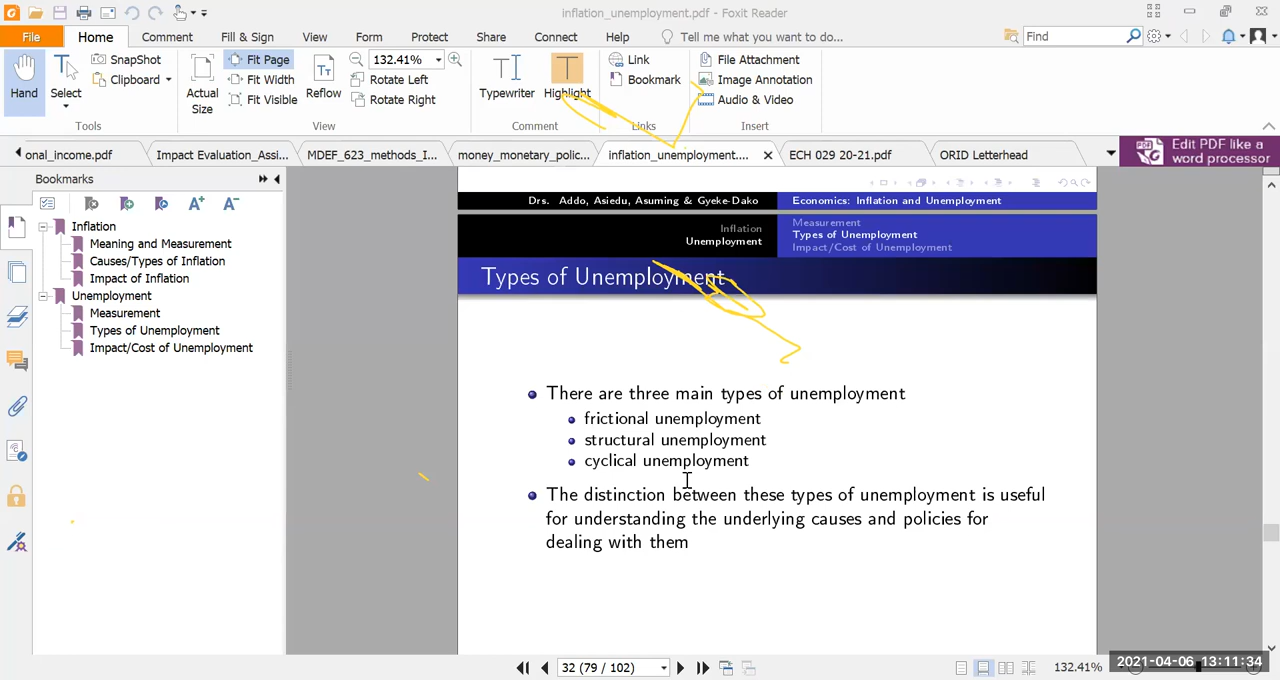 inflation_unemployment.pdf - Foxit Reader
File Home Comment Fill & Sign View Form Protect Share Connect Help Tell me what you want to do... Find
Hand
Select
SnapShot
Clipboard
Tools
Actual
Size
Fit Page
Fit Width
Fit Visible
Reflow
132.41%
Rotate Left
Rotate Right
View
Typewriter
Highlight
Comment
Link
Bookmark
Links
File Attachment
Image Annotation
Audio & Video
Insert
onal_income.pdf Impact Evaluation_Assi... MDEF_623_methods_I... money_monetary_polic... inflation_unemployment.... ECH 029 20-21.pdf ORID Letterhead
Edit PDF like a
word processor
Bookmarks
Inflation
Meaning and Measurement
Causes/Types of Inflation
Impact of Inflation
Unemployment
Measurement
Types of Unemployment
Impact/Cost of Unemployment
Drs. Addo, Asiedu, Asuming & Gyeke-Dako Economics: Inflation and Unemployment
Inflation
Unemployment
Measurement
Types of Unemployment
Impact/Cost of Unemployment
Types of Unemployment
There are three main types of unemployment
frictional unemployment
structural unemployment
cyclical unemployment
The distinction between these types of unemployment is useful
for understanding the underlying causes and policies for
dealing with them
32 (79 / 102)
132.41%
2021-04-06 13:11:34